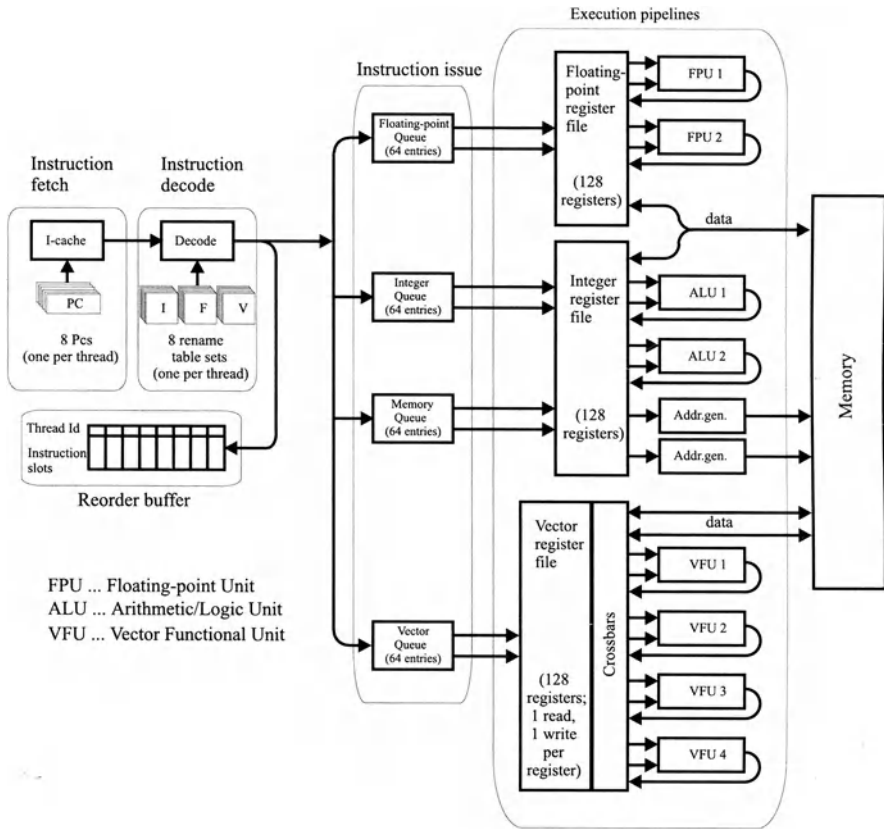 Execution pipelines
Instruction issue
Floating-
point
register
file
(128
registers)
FPU 1
FPU 2
Floating-point
Queue
(64 entries)
Instruction
fetch
Instruction
decode
I-cache
Decode
PC
I
F
V
8 Pcs
(one per thread)
8 rename
table sets
(one per thread)
data
Integer
Queue
(64 entries)
Integer
register
file
(128
registers)
ALU 1
ALU 2
Memory
Queue
(64 entries)
Addr.gen.
Addr.gen.
Memory
Thread Id
Instruction
slots
Reorder buffer
Vector
register
file
(128
registers;
1 read,
1 write
per
register)
Crossbars
data
VFU 1
VFU 2
VFU 3
VFU 4
Vector
Queue
(64 entries)
FPU ... Floating-point Unit
ALU ... Arithmetic/Logic Unit
VFU ... Vector Functional Unit